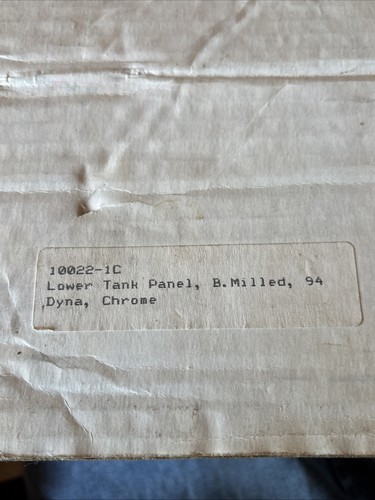 10022-1C
Lower Tank Panel, B.Milled, 94
Dyna, Chrome